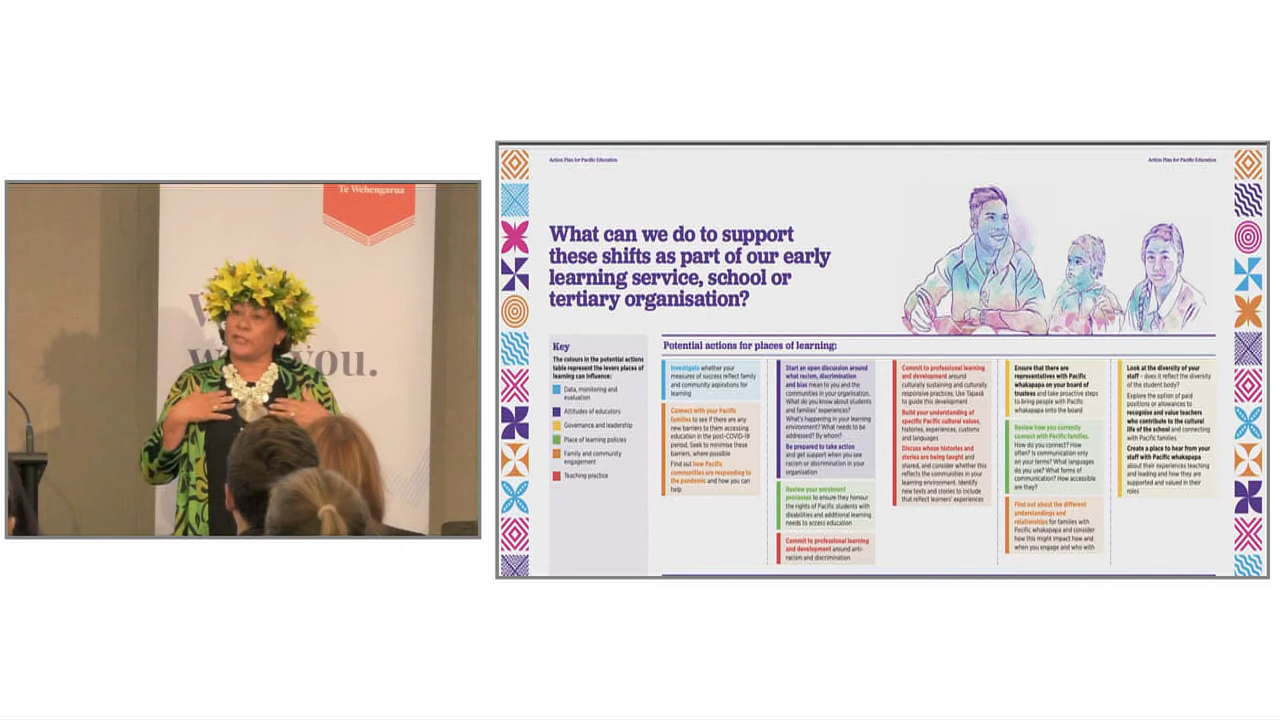 Te Wehengarua
you.
Action Plan for Pacific Education
Action Plan for Pacific Education
What can we do to support
these shifts as part of our early
learning service, school or
tertiary organisation?
Key
The colours in the potential actions
table represent the levers places of
learning can influence:
Data, monitoring and
evaluation
Attitudes of educators
Governance and leadership
Place of learning policies
Family and community
engagement
Teaching practice
Potential actions for places of learning:
Investigate whether your
measures of success reflect family
and community aspirations for
learning
Connect with your Pacific
families to see if there are any
new barriers to them accessing
education in the post-COVID-19
period. Seek to minimise these
barriers, where possible
Find out how Pacific
communities are responding to
the pandemic and how you can
help
Start an open discussion around
what racism, discrimination
and bias mean to you and the
communities in your organisation.
What do you know about students
and families' experiences?
What's happening in your learning
environment? What needs to be
addressed? By whom?
Be prepared to take action
and get support when you see
racism or discrimination in your
organisation
Review your enrolment
processes to ensure they honour
the rights of Pacific students with
disabilities and additional learning
needs to access education
Commit to professional learning
and development around anti-
racism and discrimination
Commit to professional learning
and development around
culturally sustaining and culturally
responsive practices. Use Tapasā
to guide this development
Build your understanding of
specific Pacific cultural values,
histories, experiences, customs
and languages
Discuss whose histories and
stories are being taught and
shared, and consider whether this
reflects the communities in your
learning environment. Identify
new texts and stories to include
that reflect learners' experiences
Ensure that there are
representatives with Pacific
whakapapa on your board of
trustees and take proactive steps
to bring people with Pacific
whakapapa onto the board
Review how you currently
connect with Pacific families.
How do you connect? How
often? Is communication only
on your terms? What languages
do you use? What forms of
communication? How accessible
are they?
Find out about the different
understandings and
relationships for families with
Pacific whakapapa and consider
how this might impact how and
when you engage and who with
Look at the diversity of your
staff – does it reflect the diversity
of the student body?
Explore the option of paid
positions or allowances to
recognise and value teachers
who contribute to the cultural
life of the school and connecting
with Pacific families
Create a place to hear from your
staff with Pacific whakapapa
about their experiences teaching
and leading and how they are
supported and valued in their
roles